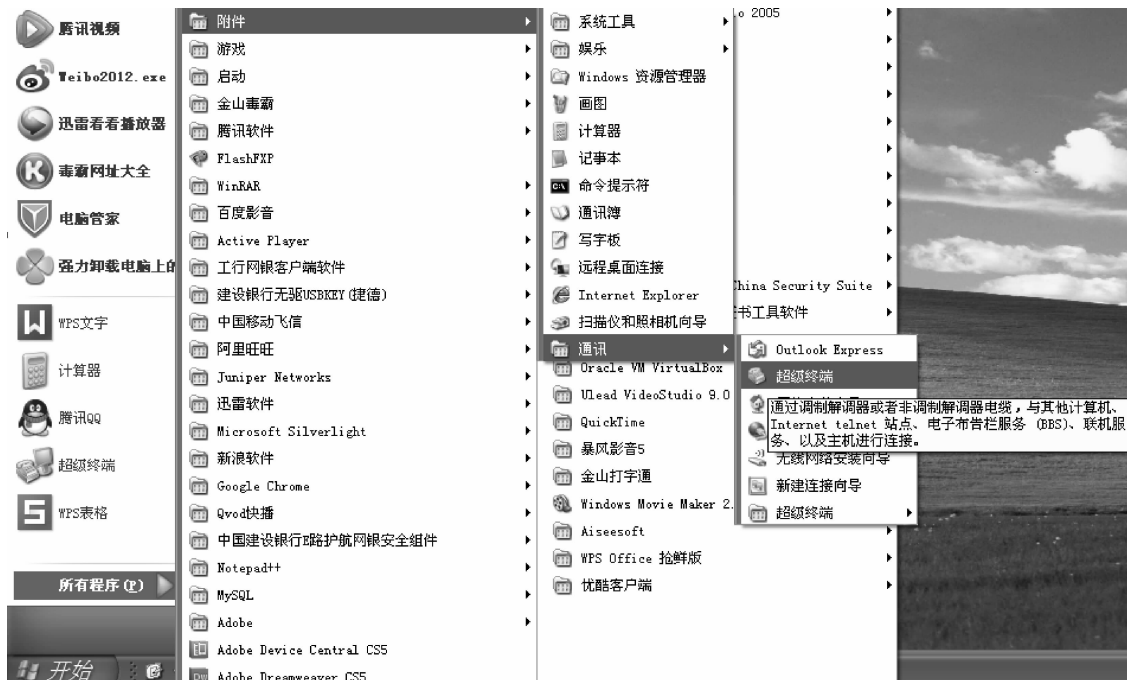 腾讯视频
Weibo2012.exe
迅雷看看播放器
毒霸网址大全
电脑管家
强力卸载电脑上的
WPS文字
计算器
腾讯QQ
超级终端
WPS表格
所有程序(P)
开始
附件
游戏
启动
金山毒霸
腾讯软件
FlashFXP
WinRAR
百度影音
Active Player
工行网银客户端软件
建设银行无驱USBKEY(捷德)
中国移动飞信
阿里旺旺
Juniper Networks
迅雷软件
Microsoft Silverlight
新浪软件
Google Chrome
Qvod快播
中国建设银行E路护航网银安全组件
Notepad++
MySQL
Adobe
Adobe Device Central CS5
Adobe Dreamweaver CS5
系统工具
娱乐
Windows 资源管理器
画图
计算器
记事本
命令提示符
通讯簿
写字板
远程桌面连接
Internet Explorer
扫描仪和照相机向导
通讯
Oracle VM VirtualBox
Ulead VideoStudio 9.0
QuickTime
暴风影音5
金山打字通
Windows Movie Maker 2.
Aiseesoft
WPS Office 抢鲜版
优酷客户端
o 2005
China Security Suite
书工具软件
Outlook Express
超级终端
通过调制解调器或者非调制解调器电缆，与其他计算机、
Internet telnet 站点、电子布告栏服务 (BBS)、联机服
务、以及主机进行连接。
无线网络安装向导
新建连接向导
超级终端